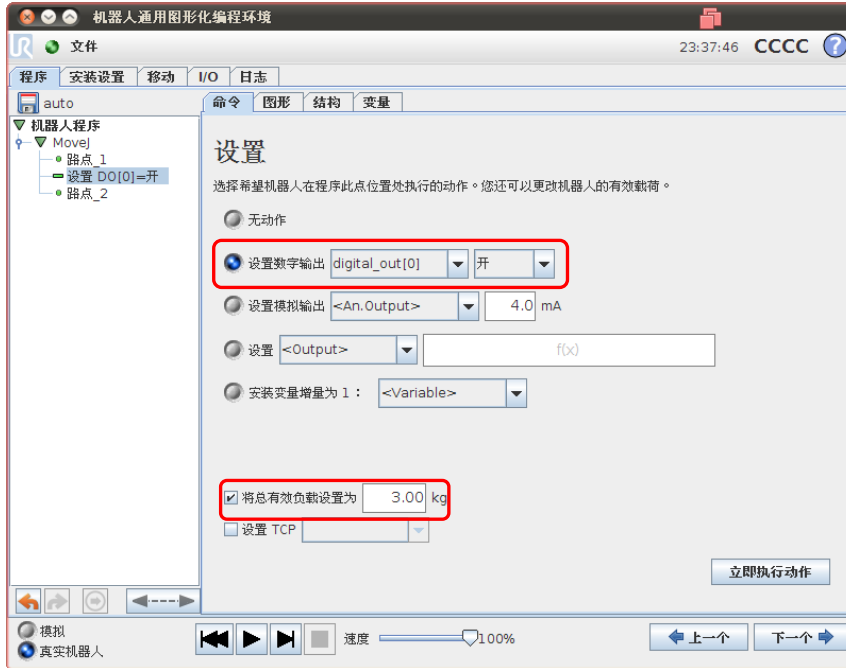 机器人通用图形化编程环境
UR 文件 23:37:46 CCCC ?
程序 安装设置 移动 I/O 日志
auto
命令 图形 结构 变量
机器人程序
MoveJ
路点_1
设置 DO[0]=开
路点_2
设置
选择希望机器人在程序此点位置处执行的动作。您还可以更改机器人的有效载荷。
无动作
设置数字输出 digital_out[0] 开
设置模拟输出 <An.Output> 4.0 mA
设置 <Output> f(x)
安装变量增量为 1： <Variable>
将总有效负载设置为 3.00 kg
设置 TCP
立即执行动作
模拟
真实机器人
速度 100%
上一个 下一个